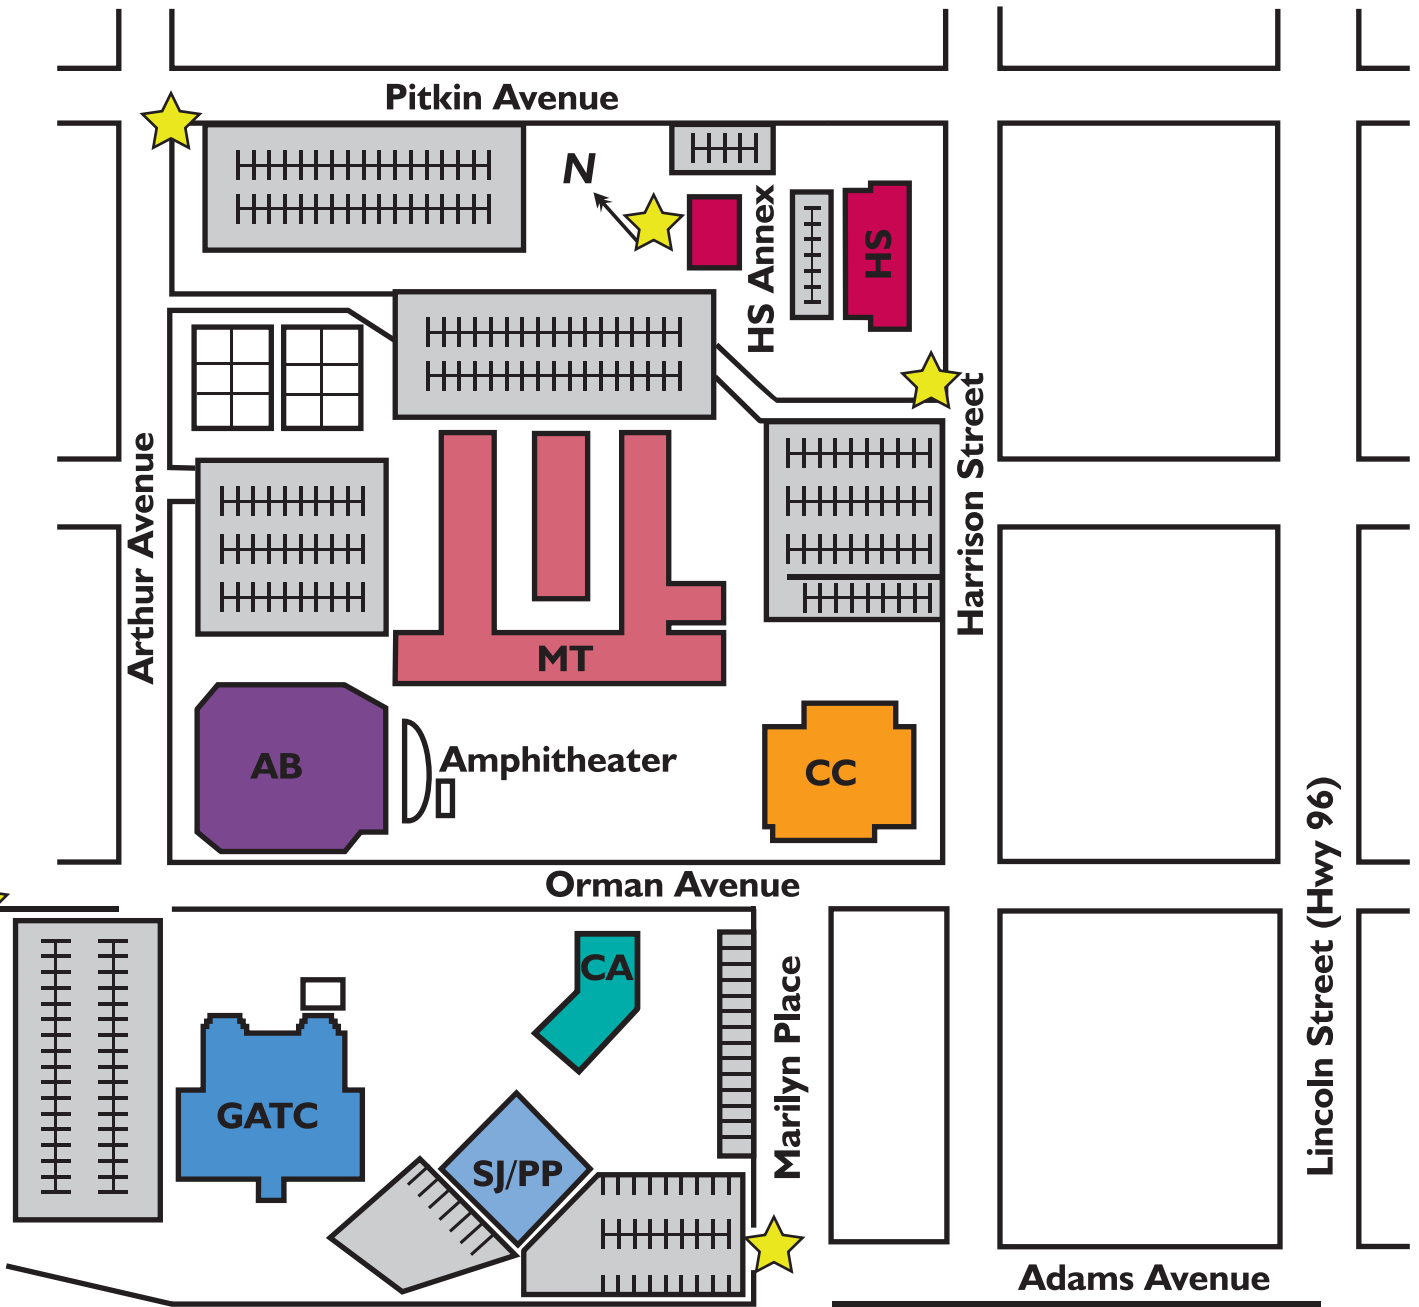 Pitkin Avenue
N
HS Annex
HS
Arthur Avenue
Harrison Street
MT
AB
Amphitheater
CC
Orman Avenue
Lincoln Street (Hwy 96)
CA
Marilyn Place
GATC
SJ/PP
Adams Avenue